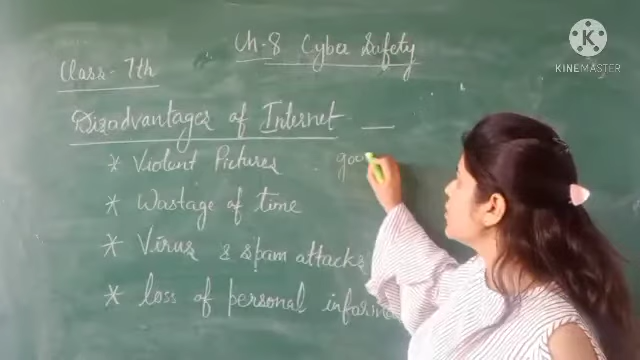 Ch-8 Cyber Safety
Class-7th
Disadvantages of Internet —
* Violent Pictures - goo
* Wastage of time
* Virus & spam attacks
* loss of personal inform
K
KINEMASTER